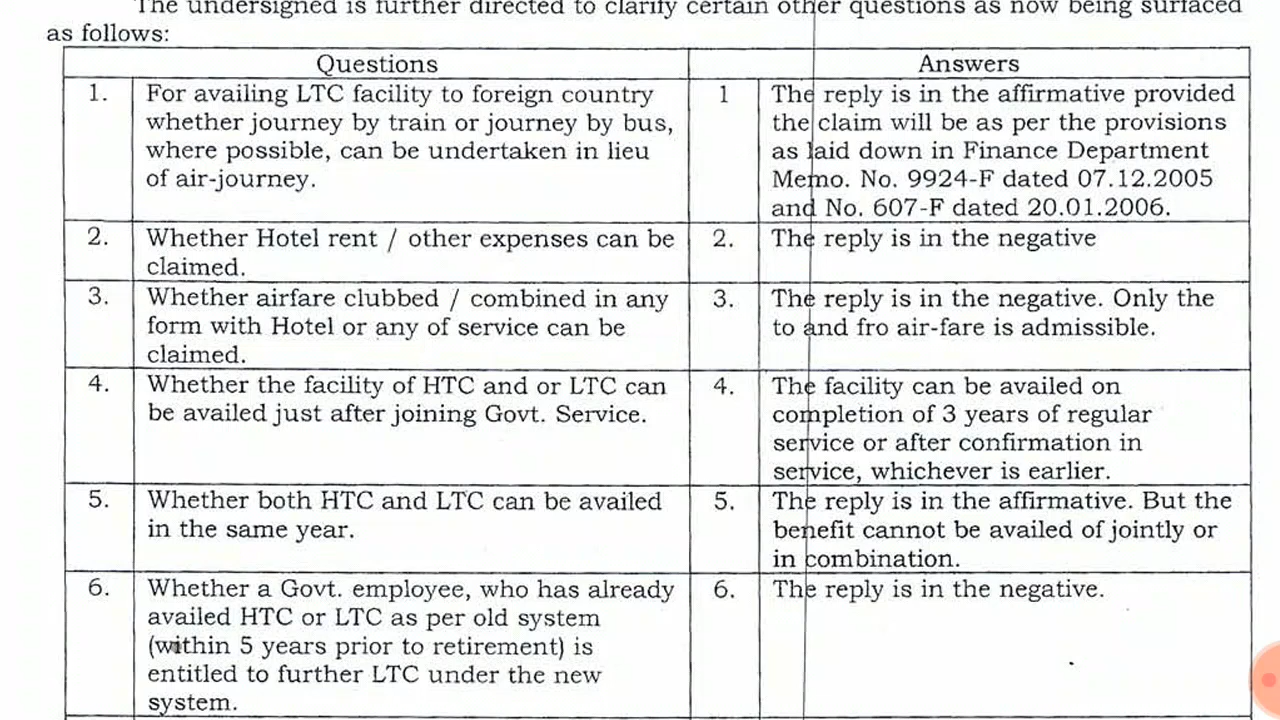 The undersigned is further directed to clarify certain other questions as now being surfaced
as follows:
Questions
Answers
1.
For availing LTC facility to foreign country
whether journey by train or journey by bus,
where possible, can be undertaken in lieu
of air-journey.
1
The reply is in the affirmative provided
the claim will be as per the provisions
as laid down in Finance Department
Memo. No. 9924-F dated 07.12.2005
and No. 607-F dated 20.01.2006.
2.
Whether Hotel rent / other expenses can be
claimed.
2.
The reply is in the negative
3.
Whether airfare clubbed / combined in any
form with Hotel or any of service can be
claimed.
3.
The reply is in the negative. Only the
to and fro air-fare is admissible.
4.
Whether the facility of HTC and or LTC can
be availed just after joining Govt. Service.
4.
The facility can be availed on
completion of 3 years of regular
service or after confirmation in
service, whichever is earlier.
5.
Whether both HTC and LTC can be availed
in the same year.
5.
The reply is in the affirmative. But the
benefit cannot be availed of jointly or
in combination.
6.
Whether a Govt. employee, who has already
availed HTC or LTC as per old system
(within 5 years prior to retirement) is
entitled to further LTC under the new
system.
6.
The reply is in the negative.